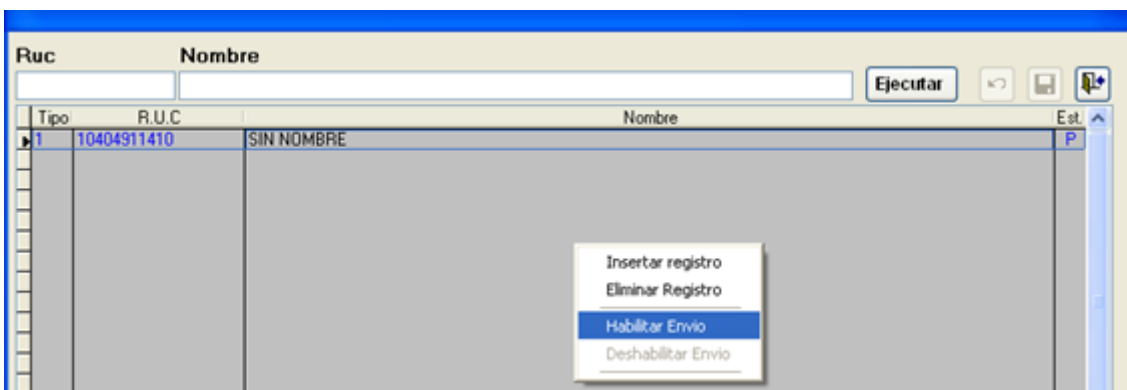 Ruc Nombre
Ejecutar
Tipo R.U.C Nombre Est.
1 10404911410 SIN NOMBRE P
Insertar registro
Eliminar Registro
Habilitar Envio
Deshabilitar Envio